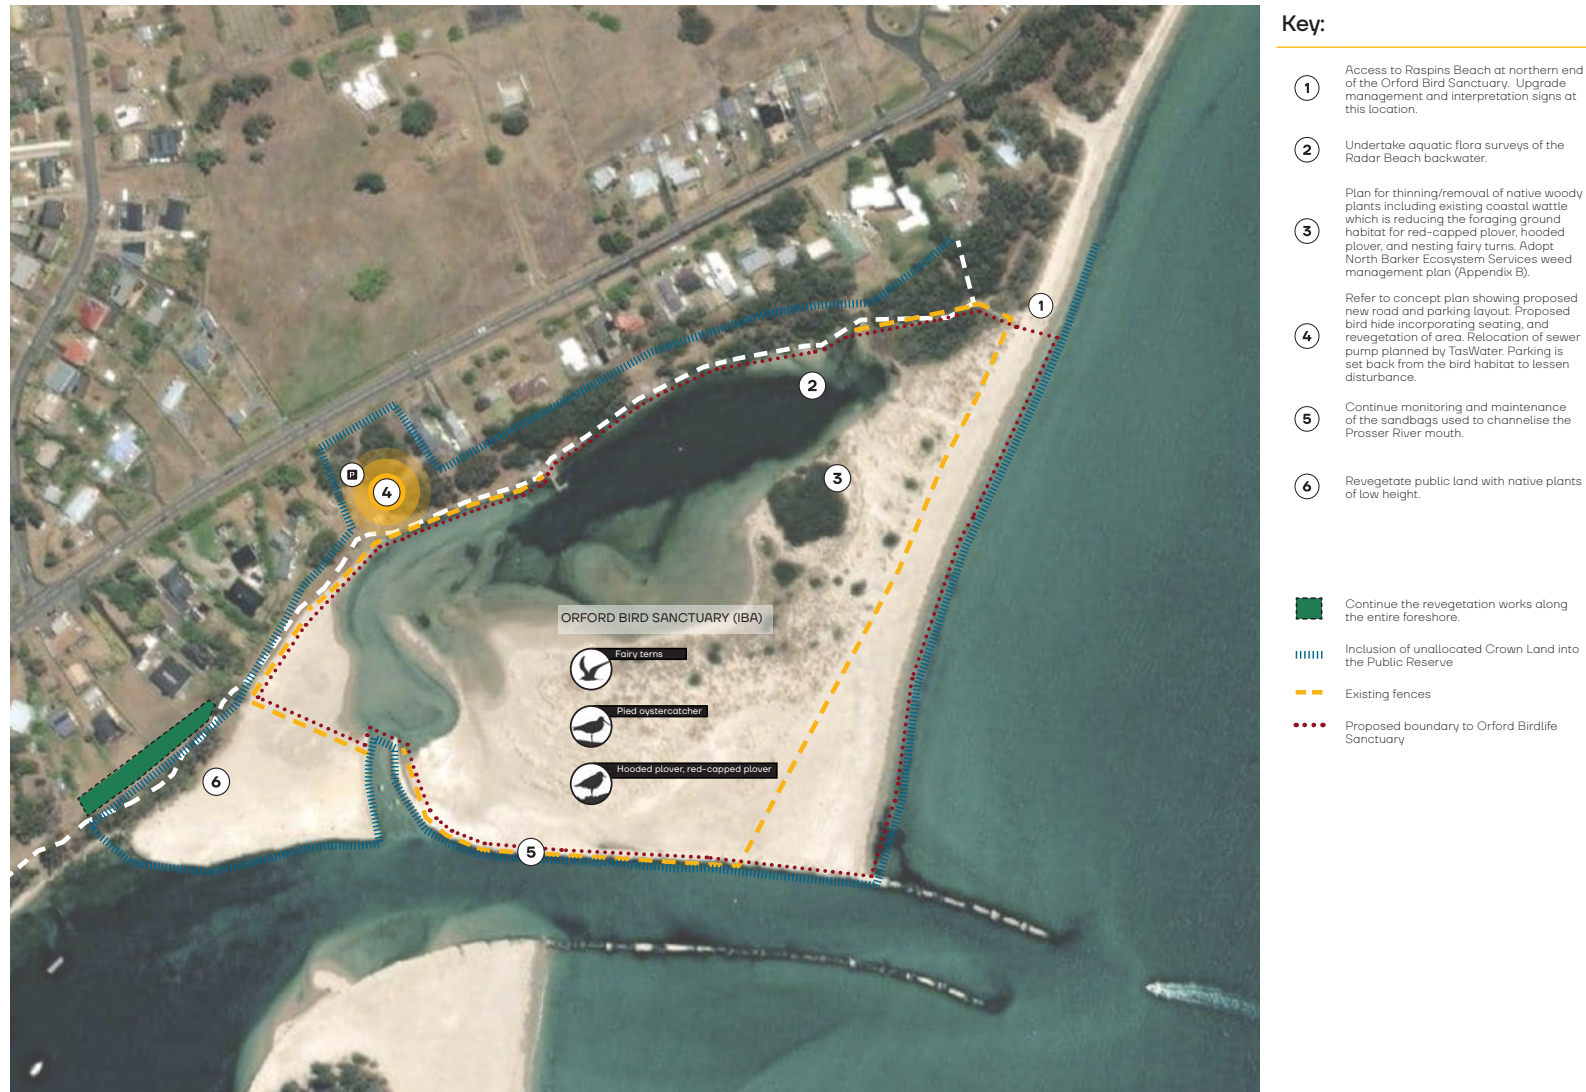 Key:
1
Access to Raspins Beach at northern end
of the Orford Bird Sanctuary. Upgrade
management and interpretation signs at
this location.
2
Undertake aquatic flora surveys of the
Radar Beach backwater.
3
Plan for thinning/removal of native woody
plants including existing coastal wattle
which is reducing the foraging ground
habitat for red-capped plover, hooded
plover, and nesting fairy turns. Adopt
North Barker Ecosystem Services weed
management plan (Appendix B).
4
Refer to concept plan showing proposed
new road and parking layout. Proposed
bird hide incorporating seating, and
revegetation of area. Relocation of sewer
pump planned by TasWater. Parking is
set back from the bird habitat to lessen
disturbance.
5
Continue monitoring and maintenance
of the sandbags used to channelise the
Prosser River mouth.
6
Revegetate public land with native plants
of low height.
Continue the revegetation works along
the entire foreshore.
Inclusion of unallocated Crown Land into
the Public Reserve
Existing fences
Proposed boundary to Orford Birdlife
Sanctuary
1
2
3
P
4
ORFORD BIRD SANCTUARY (IBA)
Fairy terns
Pied oystercatcher
Hooded plover, red-capped plover
6
5